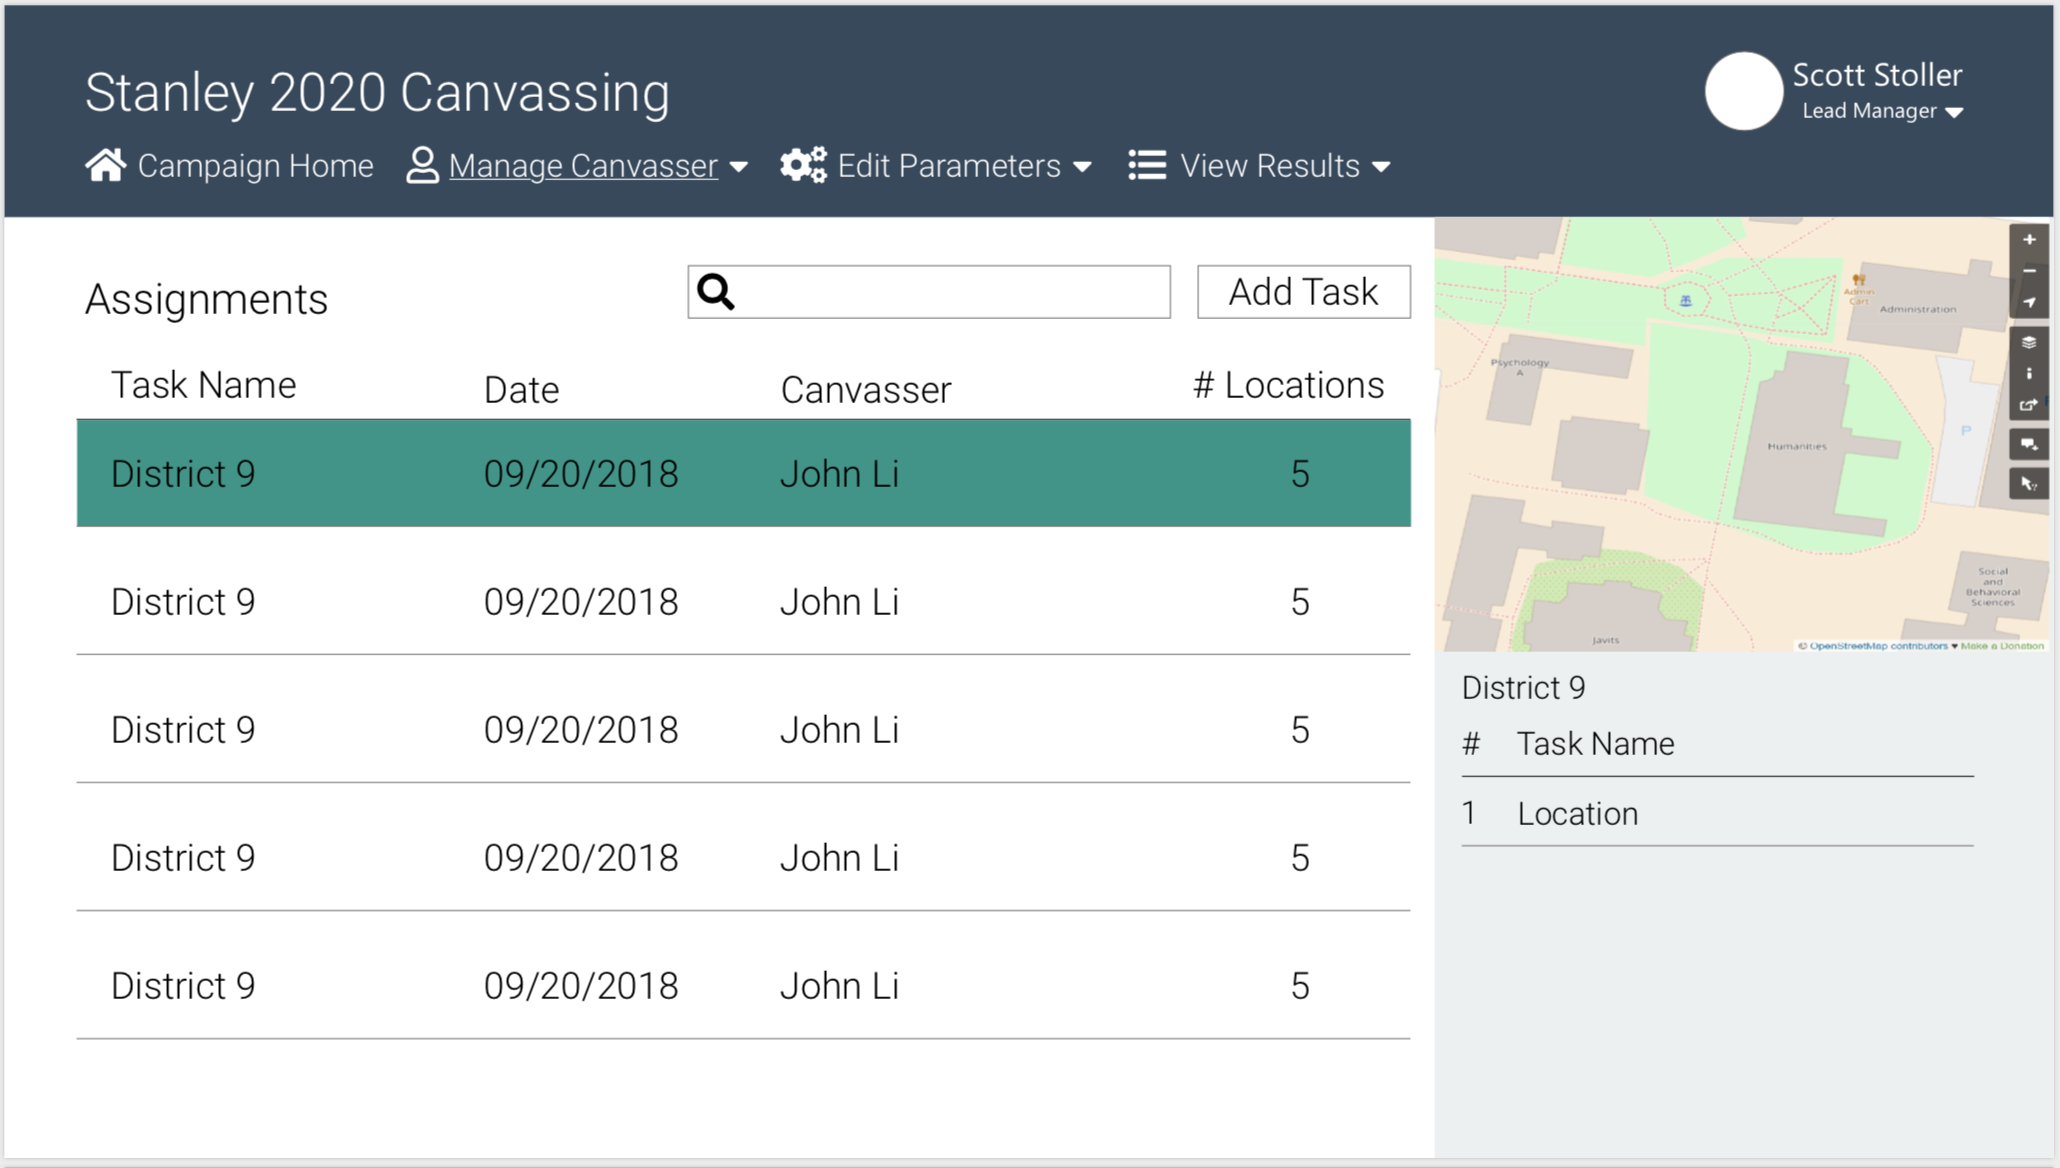 Stanley 2020 Canvassing
Scott Stoller
Lead Manager
Campaign Home Manage Canvasser Edit Parameters View Results
Assignments
Add Task
Task Name Date Canvasser # Locations
District 9 09/20/2018 John Li 5
District 9 09/20/2018 John Li 5
District 9 09/20/2018 John Li 5
District 9 09/20/2018 John Li 5
District 9 09/20/2018 John Li 5
Admin
Cart
Administration
Psychology
A
P
Humanities
Social
and
Behavioral
Sciences
Javits
© OpenStreetMap contributors ♥ Make a Donation
District 9
# Task Name
1 Location